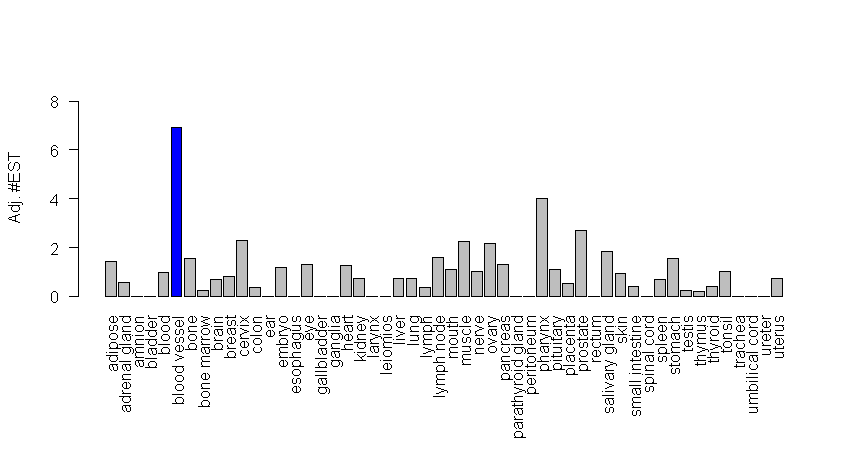 Adj. #EST
8
6
4
2
0
adipose
adrenal gland
amnion
bladder
blood
blood vessel
bone
bone marrow
brain
breast
cervix
colon
ear
embryo
esophagus
eye
gallbladder
ganglia
heart
kidney
larynx
leiomios
liver
lung
lymph
lymph node
mouth
muscle
nerve
ovary
pancreas
parathyroid gland
peritoneum
pharynx
pituitary
placenta
prostate
rectum
salivary gland
skin
small intestine
spinal cord
spleen
stomach
testis
thymus
thyroid
tonsil
trachea
umbilical cord
ureter
uterus